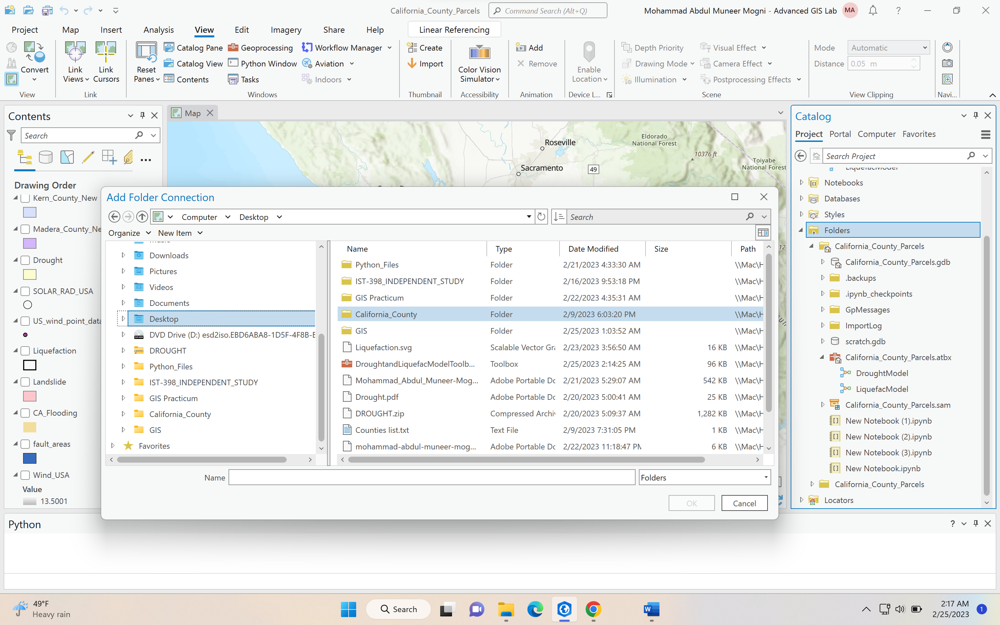 California_County_Parcels
Command Search (Alt+Q)
Mohammad Abdul Muneer Mogni - Advanced GIS Lab
MA
?
Project
Map
Insert
Analysis
View
Edit
Imagery
Share
Help
Linear Referencing
Convert
View
Link Views
Link Cursors
Link
Reset Panes
Catalog Pane
Catalog View
Contents
Geoprocessing
Python Window
Tasks
Workflow Manager
Aviation
Indoors
Windows
Create
Import
Thumbnail
Color Vision Simulator
Accessibility
Add
Remove
Animation
Enable Location
Device L...
Depth Priority
Drawing Mode
Illumination
Visual Effect
Camera Effect
Postprocessing Effects
Scene
Mode
Automatic
Distance
0.05 m
View Clipping
Navi...
Contents
Search
Drawing Order
Kern_County_New
Madera_County_Ne
Drought
SOLAR_RAD_USA
US_wind_point_data
Liquefaction
Landslide
CA_Flooding
fault_areas
Wind_USA
Value
13.5001
Map
Roseville
Sacramento
49
Eldorado
National Forest
10376 ft
Toiyabe
National Forest
Add Folder Connection
Computer
Desktop
Search
Organize
New Item
Music
Downloads
Pictures
Videos
Documents
Desktop
DVD Drive (D:) esd2iso.EBD6ABA8-1D5F-4F8B-E
DROUGHT
Python_Files
IST-398_INDEPENDENT_STUDY
GIS Practicum
California_County
GIS
Favorites
Name Type Date Modified Size Path
Python_Files Folder 2/21/2023 4:33:30 AM \\Mac\H
IST-398_INDEPENDENT_STUDY Folder 2/16/2023 9:53:18 PM \\Mac\H
GIS Practicum Folder 2/22/2023 4:35:31 AM \\Mac\H
California_County Folder 2/9/2023 6:03:20 PM \\Mac\H
GIS Folder 2/25/2023 1:03:52 AM \\Mac\H
Liquefaction.svg Scalable Vector Gra 2/23/2023 3:56:50 AM 16 KB \\Mac\H
DroughtandLiquefacModelToolb... Toolbox 2/25/2023 2:14:25 AM 96 KB \\Mac\H
Mohammad_Abdul_Muneer-Mog... Adobe Portable Dc 2/21/2023 5:29:07 AM 542 KB \\Mac\H
Drought.pdf Adobe Portable Dc 2/20/2023 5:00:41 AM 25 KB \\Mac\H
DROUGHT.zip Compressed Archiv 2/20/2023 5:09:37 AM 1,282 KB \\Mac\H
Counties list.txt Text File 2/9/2023 7:31:05 PM 1 KB \\Mac\H
mohammad-abdul-muneer-mog... Adobe Portable Dc 2/22/2023 11:18:47 PM 6 KB \\Mac\H
Name
Folders
OK
Cancel
Catalog
Project
Portal
Computer
Favorites
Search Project
LiquefacModel
Notebooks
Databases
Styles
Folders
California_County_Parcels
California_County_Parcels.gdb
.backups
.ipynb_checkpoints
GpMessages
ImportLog
scratch.gdb
California_County_Parcels.atbx
DroughtModel
LiquefacModel
California_County_Parcels.sam
New Notebook (1).ipynb
New Notebook (2).ipynb
New Notebook (3).ipynb
New Notebook.ipynb
California_County_Parcels
Locators
Python
?
49°F
Heavy rain
Search
2:17 AM
2/25/2023
1